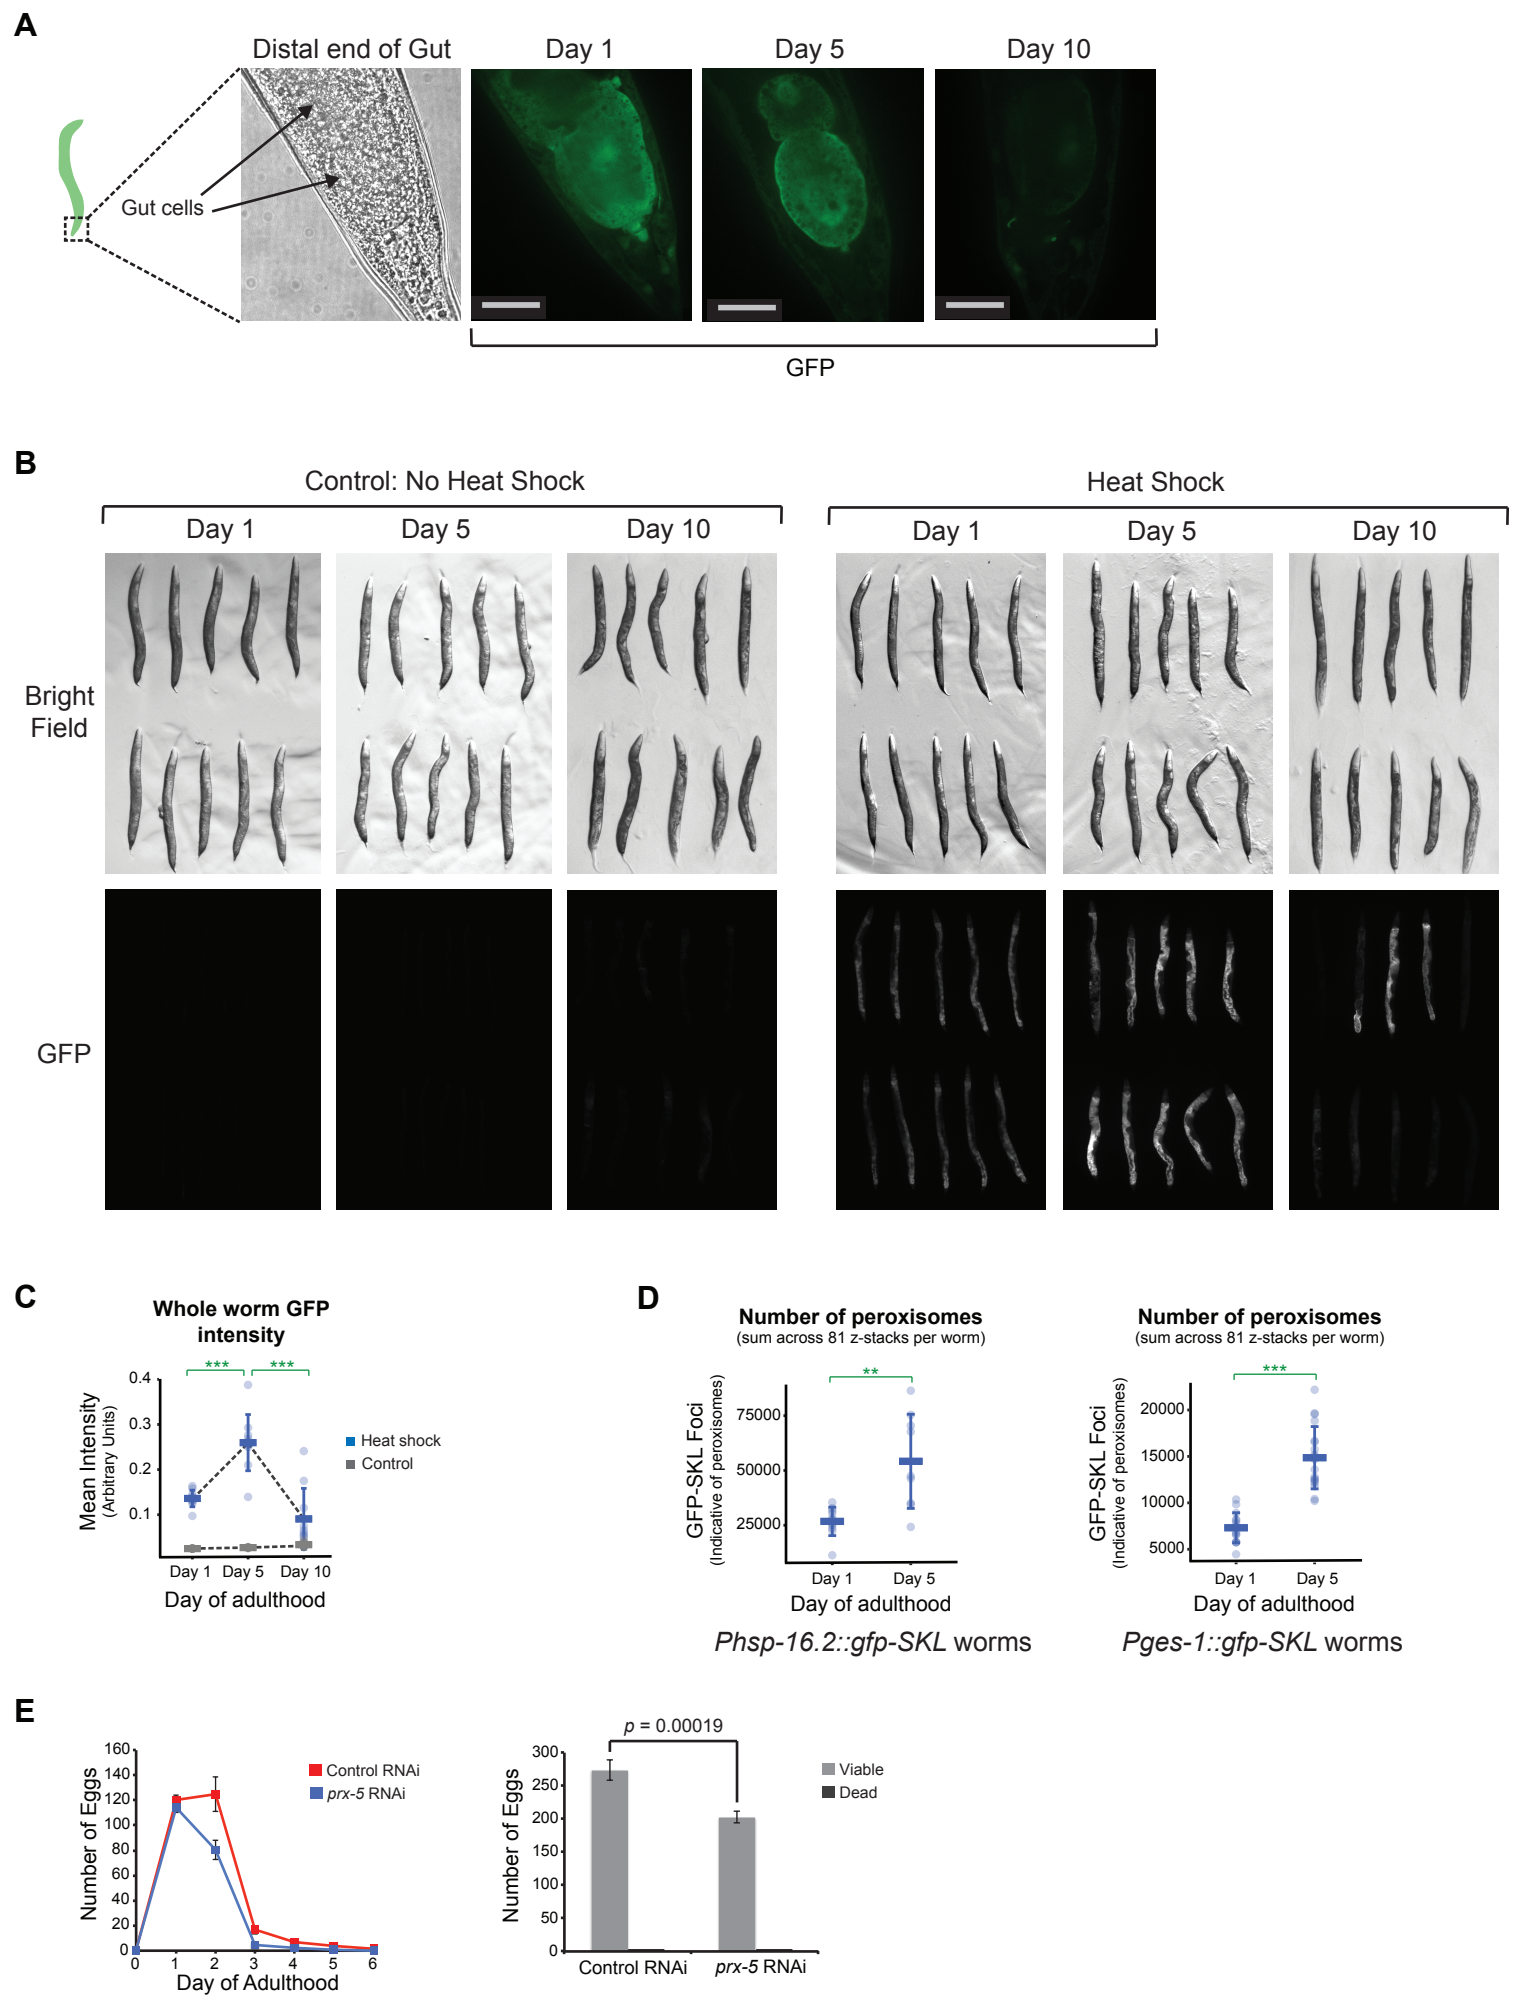 A
Distal end of Gut
Day 1
Day 5
Day 10
Gut cells
GFP
B
Control: No Heat Shock
Heat Shock
Day 1
Day 5
Day 10
Day 1
Day 5
Day 10
Bright
Field
GFP
C
Whole worm GFP
intensity
***
***
0.4
0.3
0.2
0.1
Mean Intensity
(Arbitrary Units)
Heat shock
Control
Day 1
Day 5
Day 10
Day of adulthood
D
Number of peroxisomes
(sum across 81 z-stacks per worm)
**
75000
50000
25000
GFP-SKL Foci
(Indicative of peroxisomes)
Day 1
Day 5
Day of adulthood
Phsp-16.2::gfp-SKL worms
Number of peroxisomes
(sum across 81 z-stacks per worm)
***
20000
15000
10000
5000
GFP-SKL Foci
(Indicative of peroxisomes)
Day 1
Day 5
Day of adulthood
Pges-1::gfp-SKL worms
E
160
140
120
100
80
60
40
20
0
Number of Eggs
Control RNAi
prx-5 RNAi
0
1
2
3
4
5
6
Day of Adulthood
p = 0.00019
300
250
200
150
100
50
0
Number of Eggs
Viable
Dead
Control RNAi
prx-5 RNAi